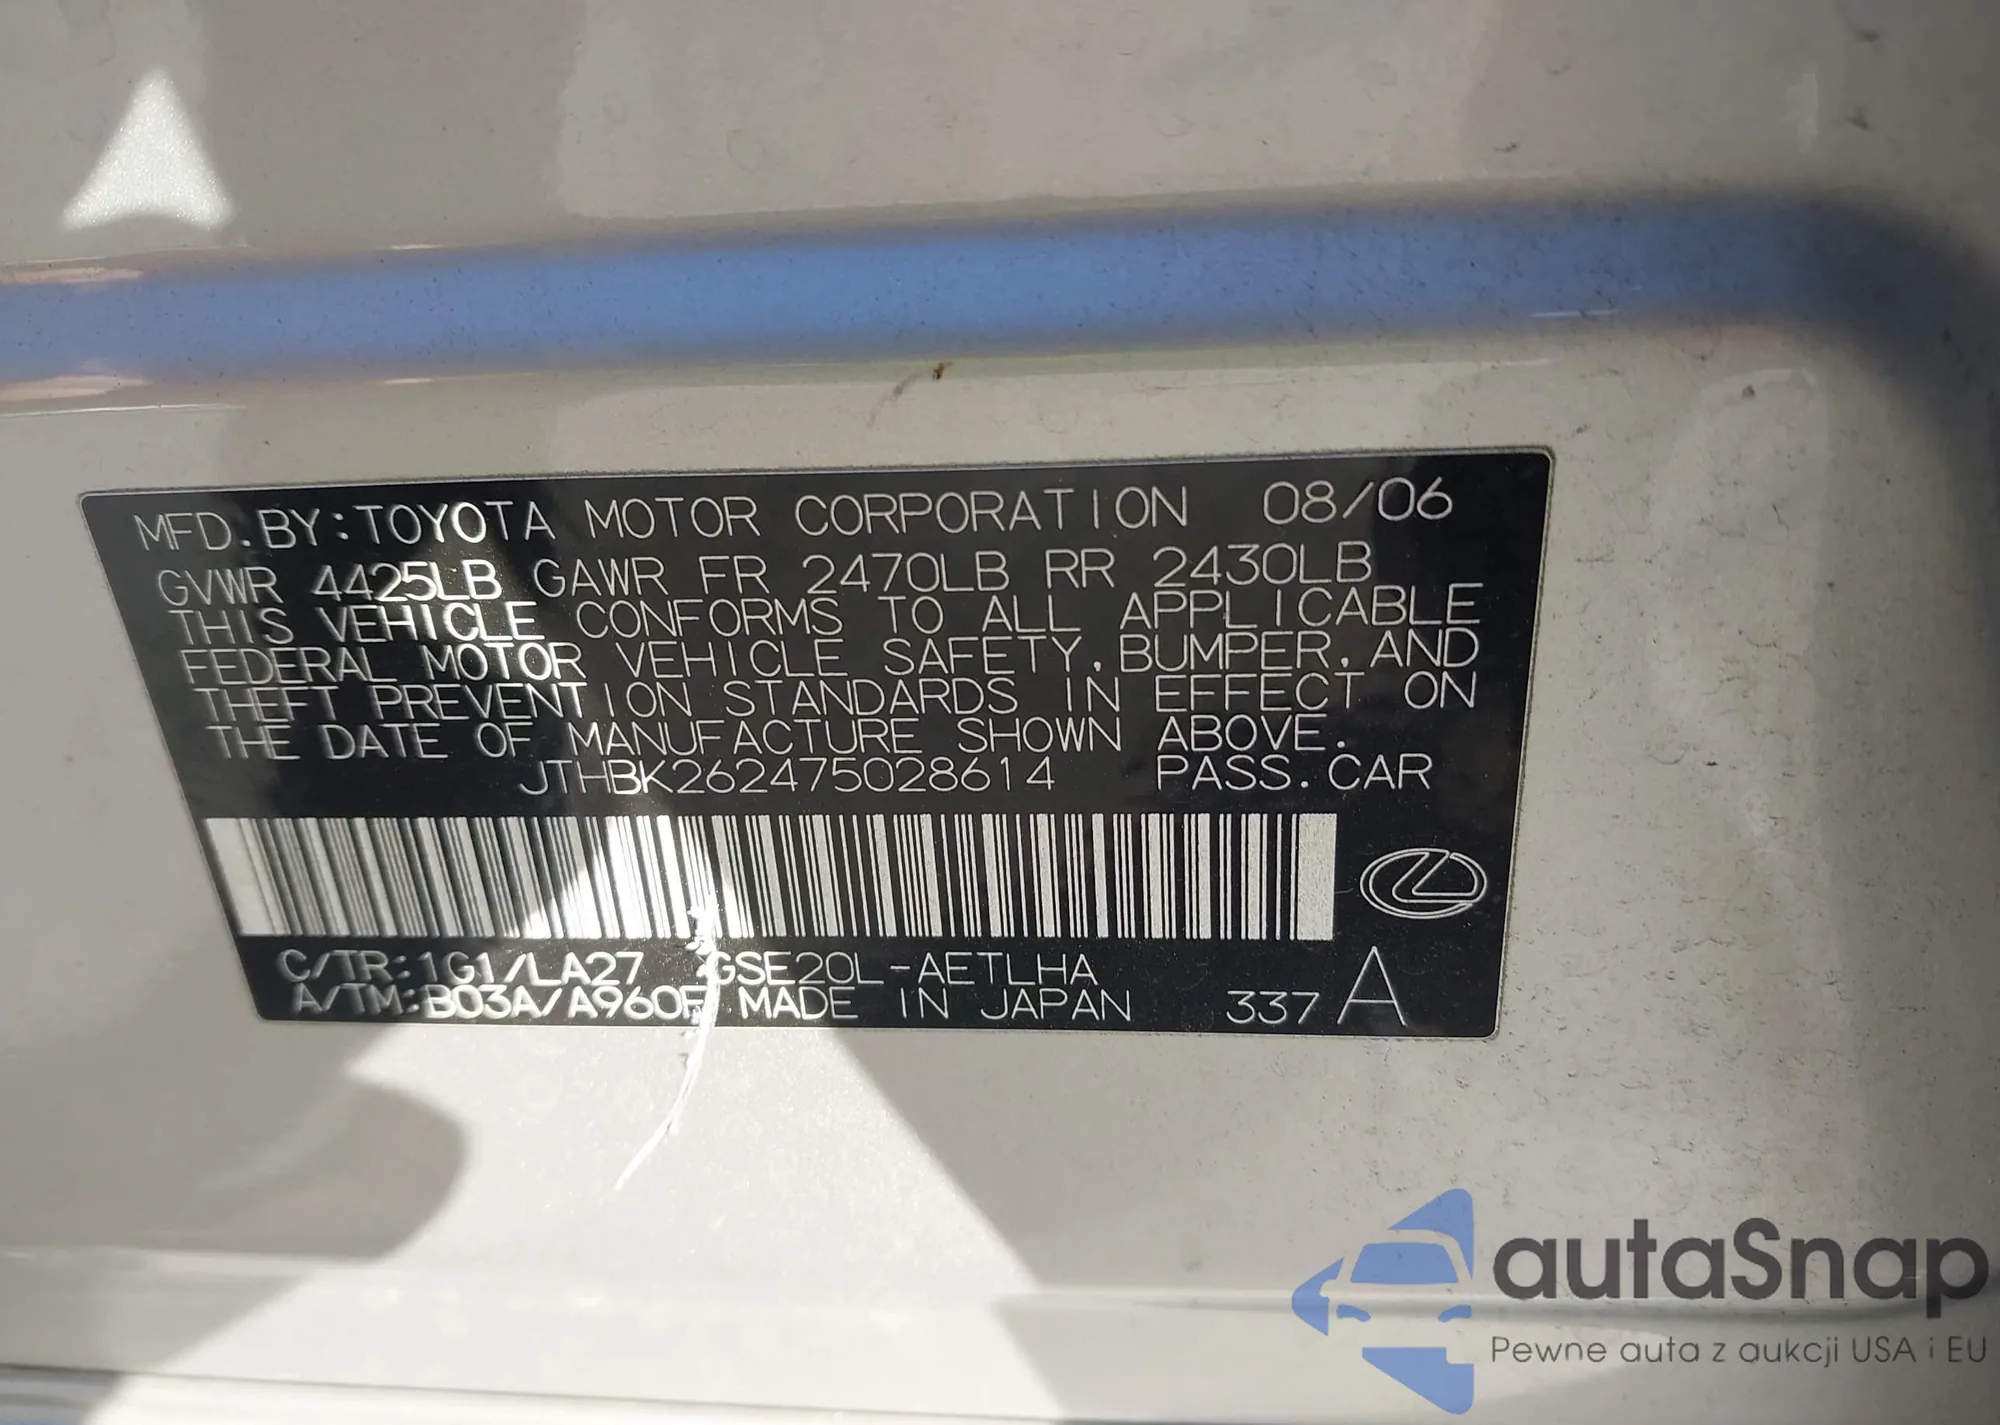 MFD. BY: TOYOTA MOTOR CORPORATION 08/06
GVWR 4425LB GAWR FR 2470LB RR 2430LB
THIS VEHICLE CONFORMS TO ALL APPLICABLE
FEDERAL MOTOR VEHICLE SAFETY, BUMPER, AND
THEFT PREVENTION STANDARDS IN EFFECT ON
THE DATE OF MANUFACTURE SHOWN ABOVE.
JTHBK262475028614 PASS. CAR
C/TR: 1G1/LA27 GSE20L-AETLHA
A/TM: B03A/A960F MADE IN JAPAN 337 A
autaSnap
Pewne auta z aukcji USA i EU